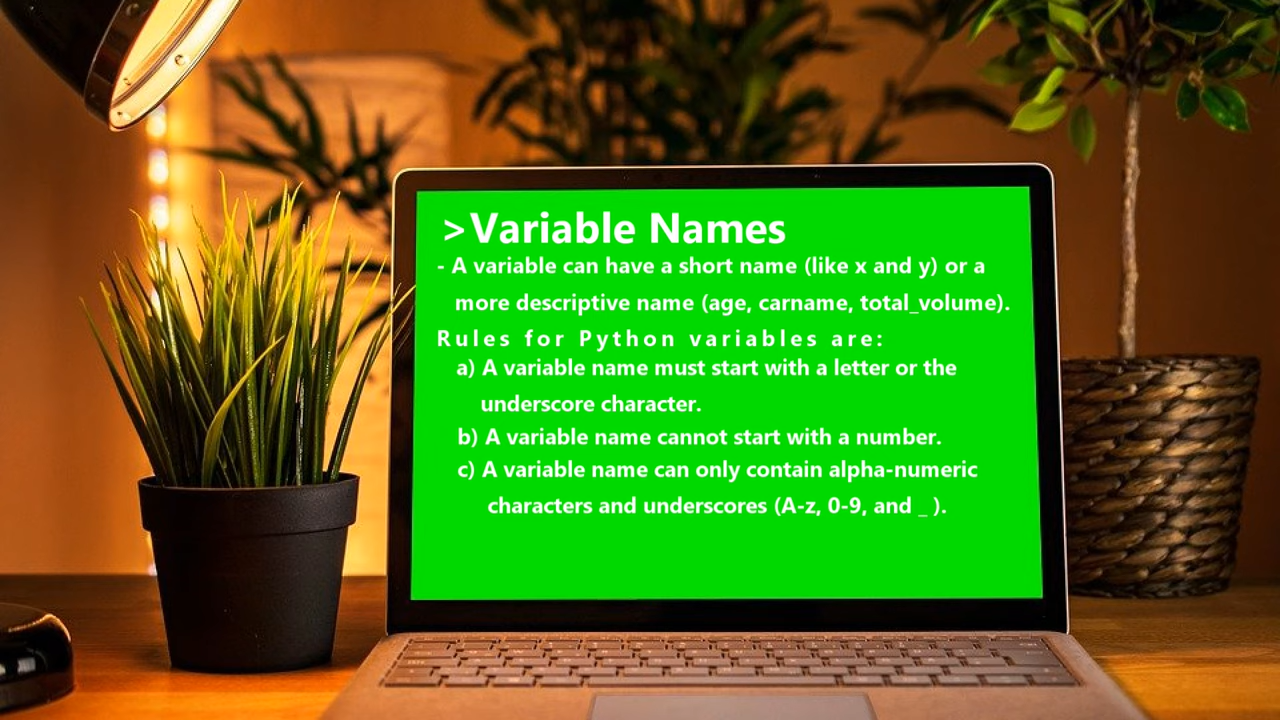 >Variable Names
- A variable can have a short name (like x and y) or a
more descriptive name (age, carname, total_volume).
Rules for Python variables are:
a) A variable name must start with a letter or the
underscore character.
b) A variable name cannot start with a number.
c) A variable name can only contain alpha-numeric
characters and underscores (A-z, 0-9, and _ ).